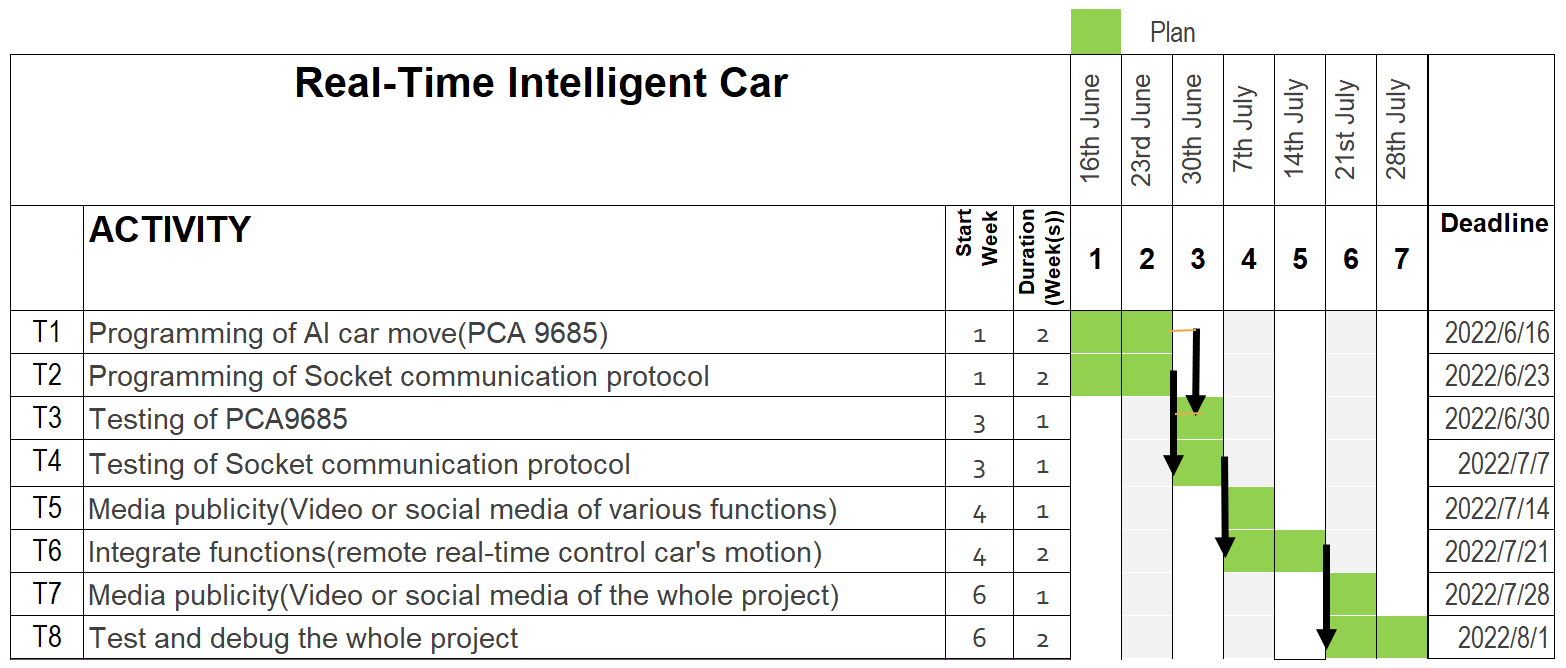 Plan
Real-Time Intelligent Car
16th June 23rd June 30th June 7th July 14th July 21st July 28th July
ACTIVITY Start Week Duration (Week(s)) 1 2 3 4 5 6 7 Deadline
T1 Programming of AI car move(PCA 9685) 1 2 2022/6/16
T2 Programming of Socket communication protocol 1 2 2022/6/23
T3 Testing of PCA9685 3 1 2022/6/30
T4 Testing of Socket communication protocol 3 1 2022/7/7
T5 Media publicity(Video or social media of various functions) 4 1 2022/7/14
T6 Integrate functions(remote real-time control car's motion) 4 2 2022/7/21
T7 Media publicity(Video or social media of the whole project) 6 1 2022/7/28
T8 Test and debug the whole project 6 2 2022/8/1